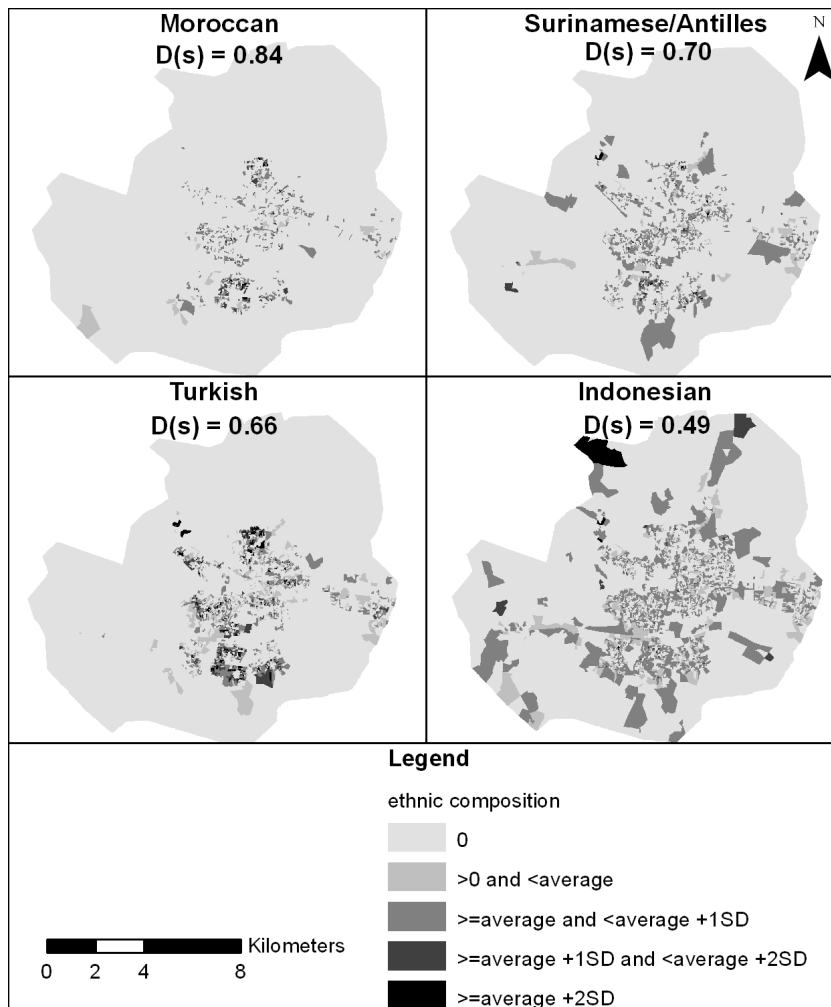 Moroccan
D(s) = 0.84
Surinamese/Antilles
D(s) = 0.70
N
Turkish
D(s) = 0.66
Indonesian
D(s) = 0.49
Legend
ethnic composition
0
>0 and <average
>=average and <average +1SD
>=average +1SD and <average +2SD
>=average +2SD
Kilometers
0 2 4 8